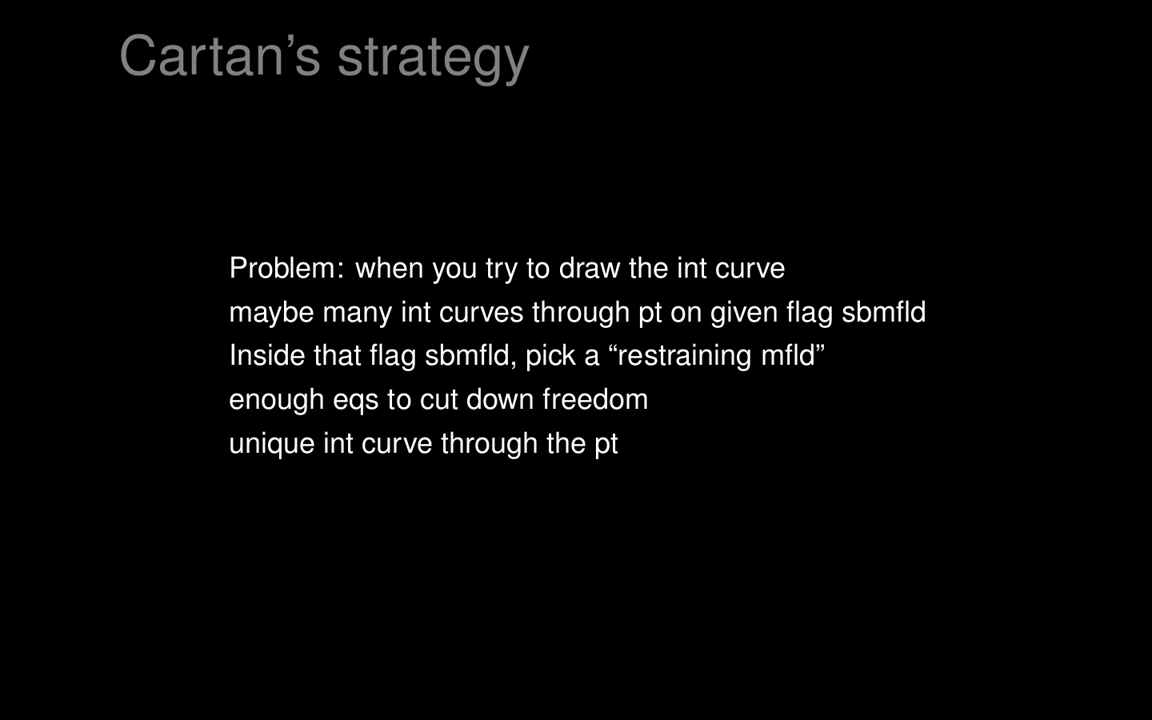 Cartan’s strategy
Problem: when you try to draw the int curve
maybe many int curves through pt on given flag sbmfld
Inside that flag sbmfld, pick a “restraining mfld”
enough eqs to cut down freedom
unique int curve through the pt